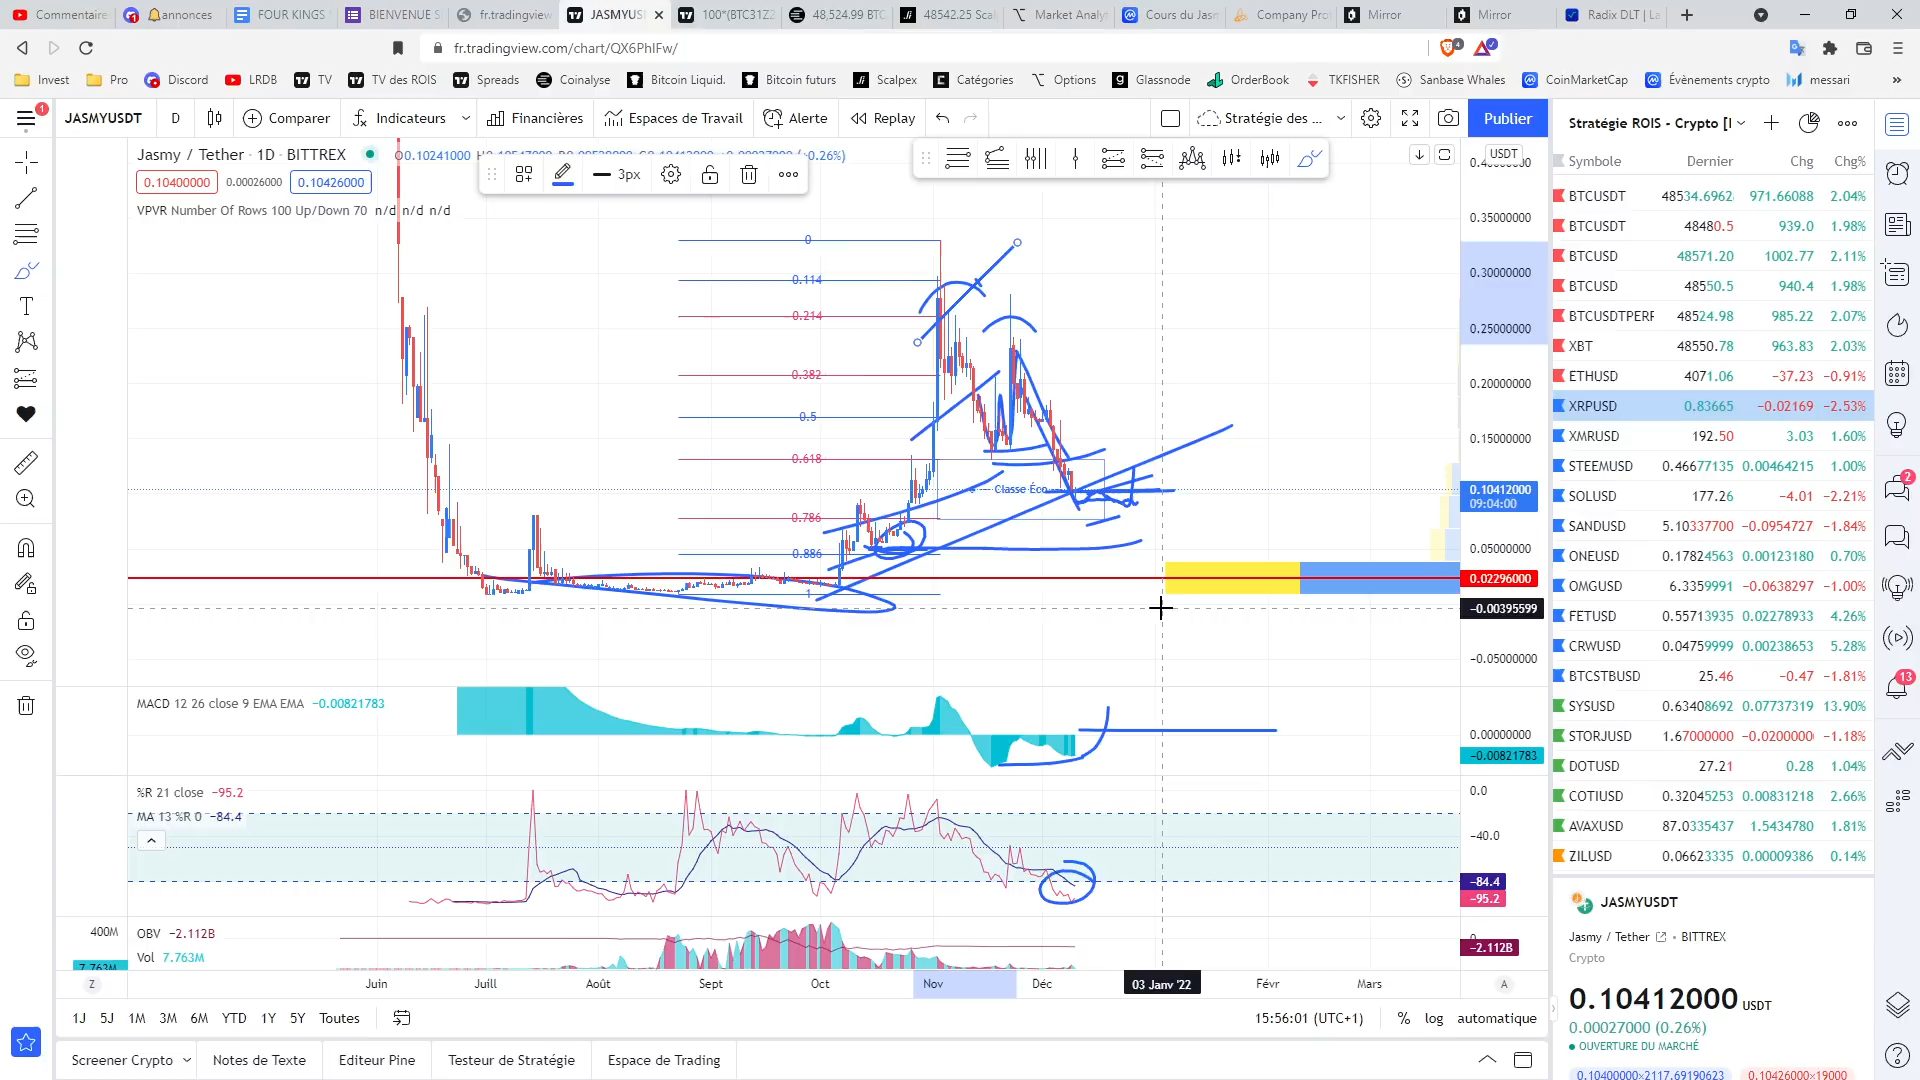 Commentaire
annonces
FOUR KINGS
BIENVENUE S
fr.tradingview
JASMYUS
100*(BTC31Z2
48,524.99 BTC
48542.25 Scal
Market Analy
Cours du Jasm
Company Pro
Mirror
Mirror
Radix DLT | La
fr.tradingview.com/chart/QX6PhIFw/
Invest
Pro
Discord
LRDB
TV
TV des ROIS
Spreads
Coinalyse
Bitcoin Liquid.
Bitcoin futurs
Scalpex
Catégories
Options
Glassnode
OrderBook
TKFISHER
Sanbase Whales
CoinMarketCap
Évènements crypto
messari
JASMYUSDT
D
Comparer
Indicateurs
Financières
Espaces de Travail
Alerte
Replay
Stratégie des ...
Publier
Stratégie ROIS - Crypto [I
Jasmy / Tether · 1D · BITTREX
0.10400000 0.00026000 0.10426000
3px
VPVR Number Of Rows 100 Up/Down 70 n/d n/d n/d
0
0.114
0.214
0.382
0.5
0.618
0.786
0.886
1
Classe Éco
USDT
0.35000000
0.30000000
0.25000000
0.20000000
0.15000000
0.10412000
09:04:00
0.05000000
0.02296000
−0.00395599
−0.05000000
MACD 12 26 close 9 EMA EMA −0.00821783
0.00000000
−0.00821783
%R 21 close −95.2
MA 13 %R 0 −84.4
0.0
−40.0
−84.4
−95.2
OBV −2.112B
Vol 7.763M
400M
7.763M
0
−2.112B
Z
Juin
Juill
Août
Sept
Oct
Nov
Déc
03 Janv '22
Févr
Mars
A
1J
5J
1M
3M
6M
YTD
1Y
5Y
Toutes
15:56:01 (UTC+1)
%
log
automatique
Screener Crypto
Notes de Texte
Editeur Pine
Testeur de Stratégie
Espace de Trading
Symbole Dernier Chg Chg%
BTCUSDT 48534.6962 971.66088 2.04%
BTCUSDT 48480.5 939.0 1.98%
BTCUSD 48571.20 1002.77 2.11%
BTCUSD 48550.5 940.4 1.98%
BTCUSDTPERF 48524.98 985.22 2.07%
XBT 48550.78 963.83 2.03%
ETHUSD 4071.06 −37.23 −0.91%
XRPUSD 0.83665 −0.02169 −2.53%
XMRUSD 192.50 3.03 1.60%
STEEMUSD 0.46677135 0.00464215 1.00%
SOLUSD 177.26 −4.01 −2.21%
SANDUSD 5.10337700 −0.0954727 −1.84%
ONEUSD 0.17824563 0.00123180 0.70%
OMGUSD 6.3359991 −0.0638297 −1.00%
FETUSD 0.55713935 0.02278933 4.26%
CRWUSD 0.04759999 0.00238653 5.28%
BTCSTBUSD 25.46 −0.47 −1.81%
SYSUSD 0.63408692 0.07737319 13.90%
STORJUSD 1.67000000 −0.0200000 −1.18%
DOTUSD 27.21 0.28 1.04%
COTIUSD 0.32045253 0.00831218 2.66%
AVAXUSD 87.0335437 1.5434780 1.81%
ZILUSD 0.06623335 0.00009386 0.14%
JASMYUSDT
Jasmy / Tether • BITTREX
Crypto
0.10412000 USDT
0.00027000 (0.26%)
OUVERTURE DU MARCHÉ
0.10400000×2117.69190623 0.10426000×19000
1
4
2
13